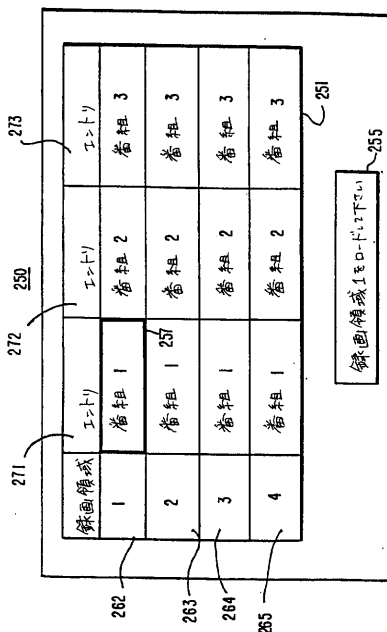 250
271
272
273
録画領域 エントリ エントリ エントリ
1 番組 1 番組 2 番組 3
2 番組 1 番組 2 番組 3
3 番組 1 番組 2 番組 3
4 番組 1 番組 2 番組 3
262
263
264
265
257
251
録画領域1をロードして下さい
255